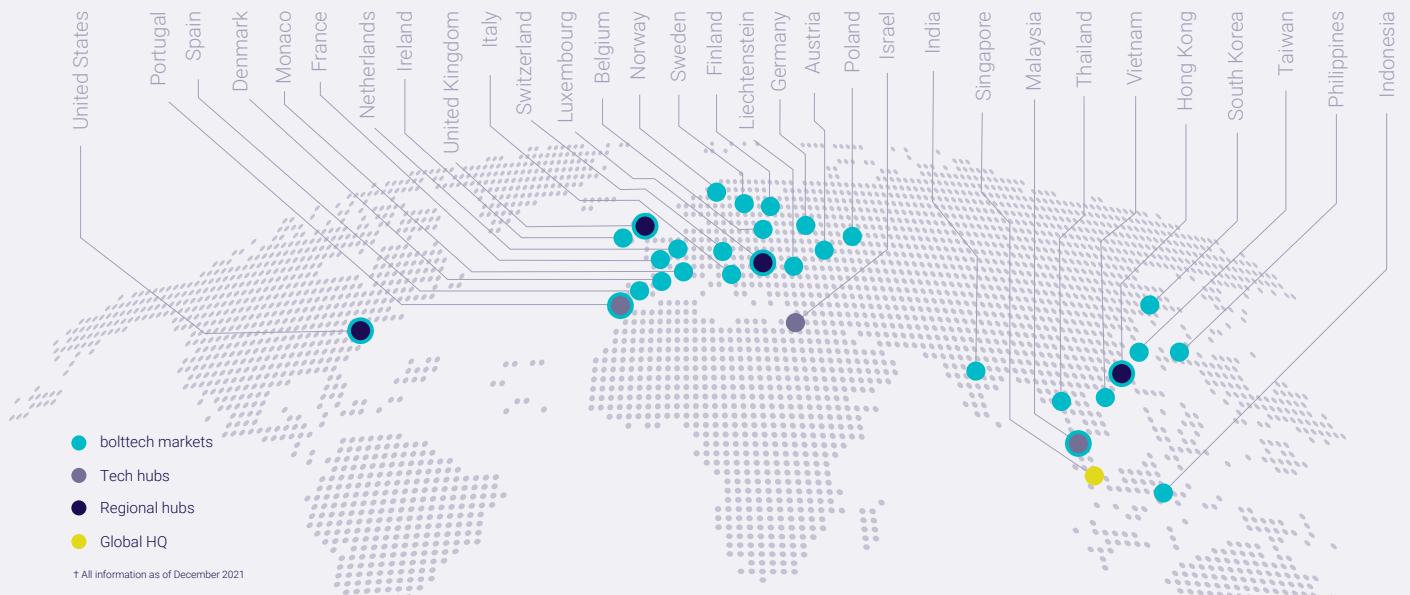 United States
Portugal
Spain
Denmark
Monaco
France
Netherlands
Ireland
United Kingdom
Italy
Switzerland
Luxembourg
Belgium
Norway
Sweden
Finland
Liechtenstein
Germany
Austria
Poland
Israel
India
Singapore
Malaysia
Thailand
Vietnam
Hong Kong
South Korea
Taiwan
Philippines
Indonesia
bolttech markets
Tech hubs
Regional hubs
Global HQ
† All information as of December 2021